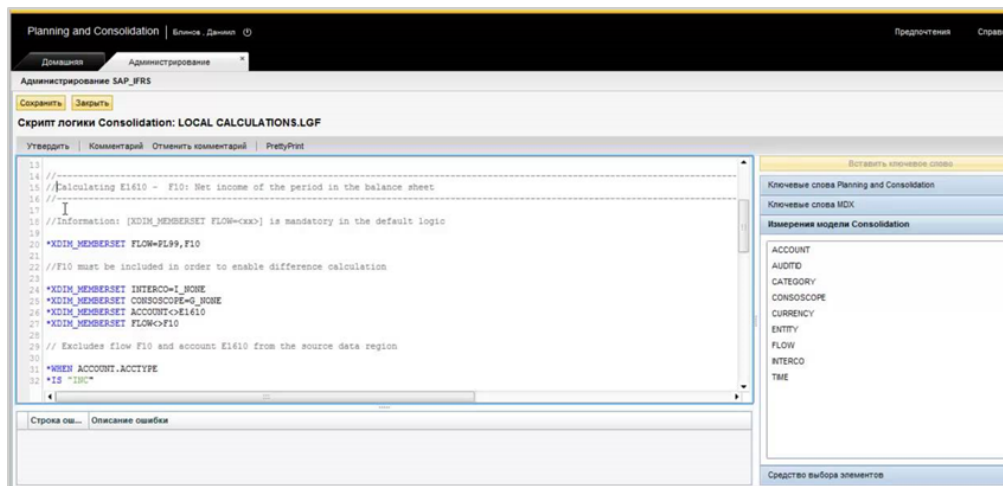 Planning and Consolidation | Блинов , Даниил
Предпочтения
Домашняя
Администрирование
Администрирование SAP_IFRS
Сохранить
Закрыть
Скрипт логики Consolidation: LOCAL CALCULATIONS.LGF
Утвердить | Комментарий Отменить комментарий | PrettyPrint
13
14 //------------------------------------------------------------
15 //Calculating E1610 - F10: Net income of the period in the balance sheet
16 //------------------------------------------------------------
17
18 //Information: [XDIM_MEMBERSET FLOW=<xx>] is mandatory in the default logic
19
20 *XDIM_MEMBERSET FLOW=PL99,F10
21
22 //F10 must be included in order to enable difference calculation
23
24 *XDIM_MEMBERSET INTERCO=I_NONE
25 *XDIM_MEMBERSET CONSOSCOPE=G_NONE
26 *XDIM_MEMBERSET ACCOUNT<>E1610
27 *XDIM_MEMBERSET FLOW<>F10
28
29 // Excludes flow F10 and account E1610 from the source data region
30
31 *WHEN ACCOUNT.ACCTYPE
32 *IS "INC"
Вставить ключевое слово
Ключевые слова Planning and Consolidation
Ключевые слова MDX
Измерения модели Consolidation
ACCOUNT
AUDITID
CATEGORY
CONSOSCOPE
CURRENCY
ENTITY
FLOW
INTERCO
TIME
Средство выбора элементов
Строка ош... Описание ошибки